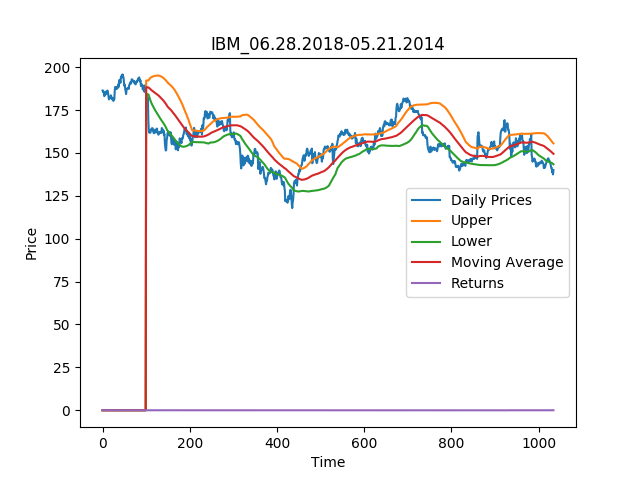 IBM_06.28.2018-05.21.2014
200
175
150
125
100
75
50
25
0
Price
0
200
400
600
800
1000
Time
Daily Prices
Upper
Lower
Moving Average
Returns